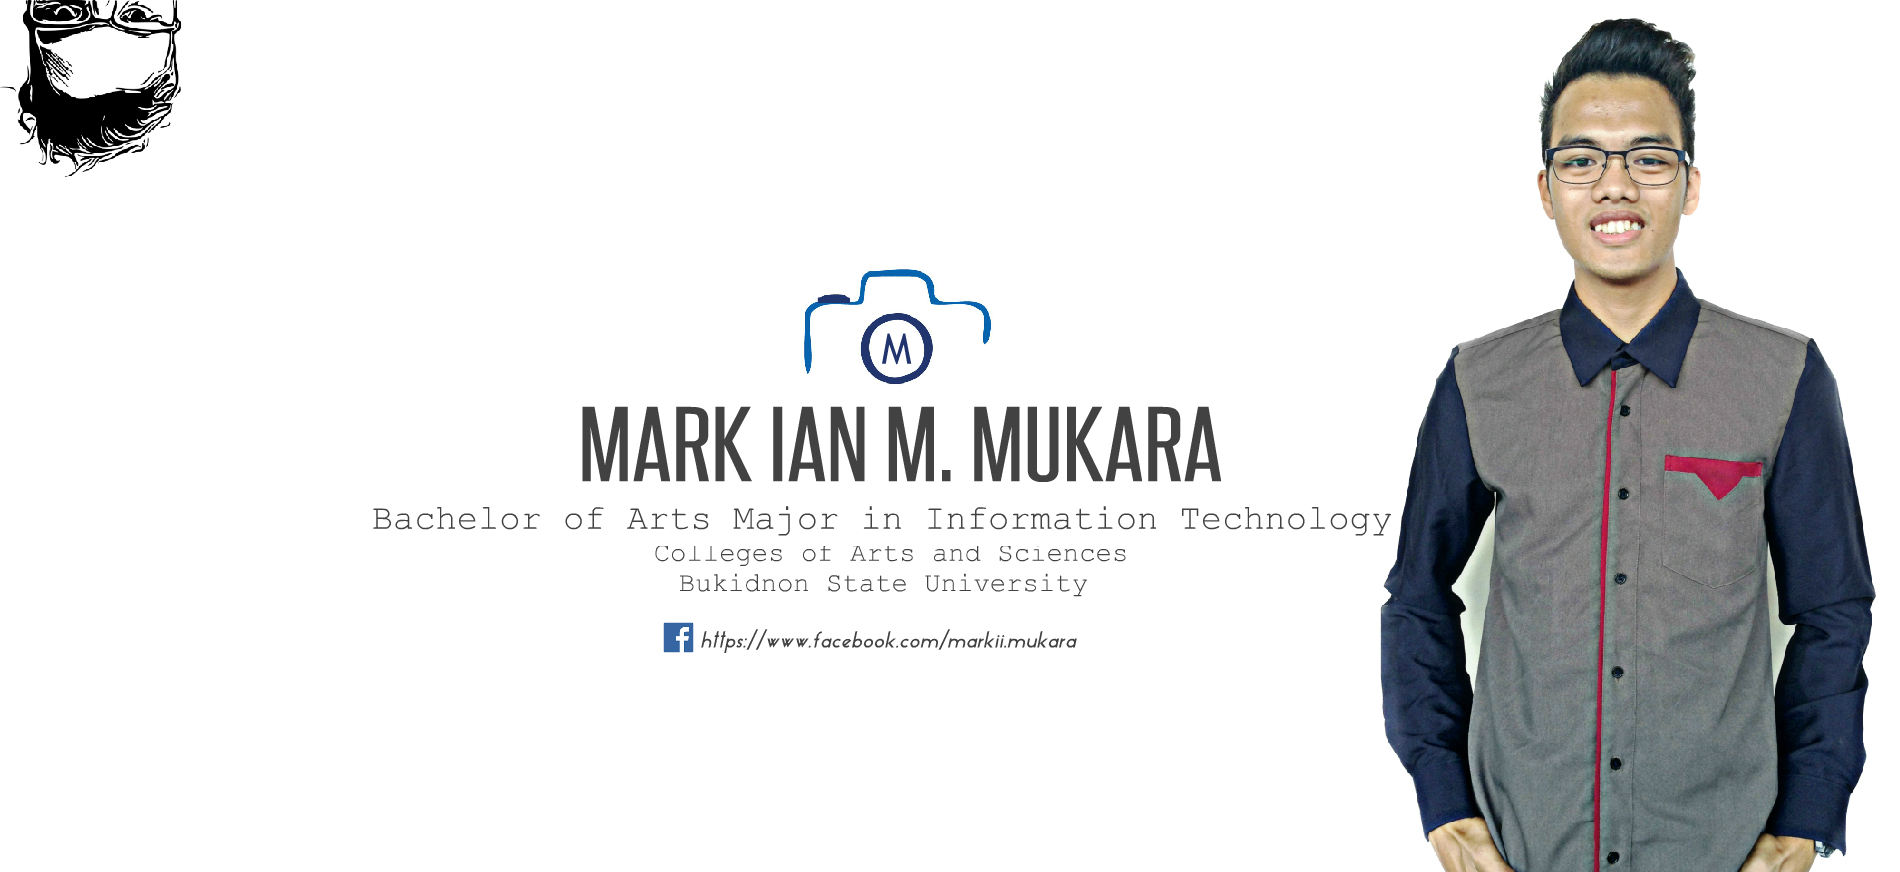 M
MARK IAN M. MUKARA
Bachelor of Arts Major in Information Technology
Colleges of Arts and Sciences
Bukidnon State University
f https://www.facebook.com/markii.mukara